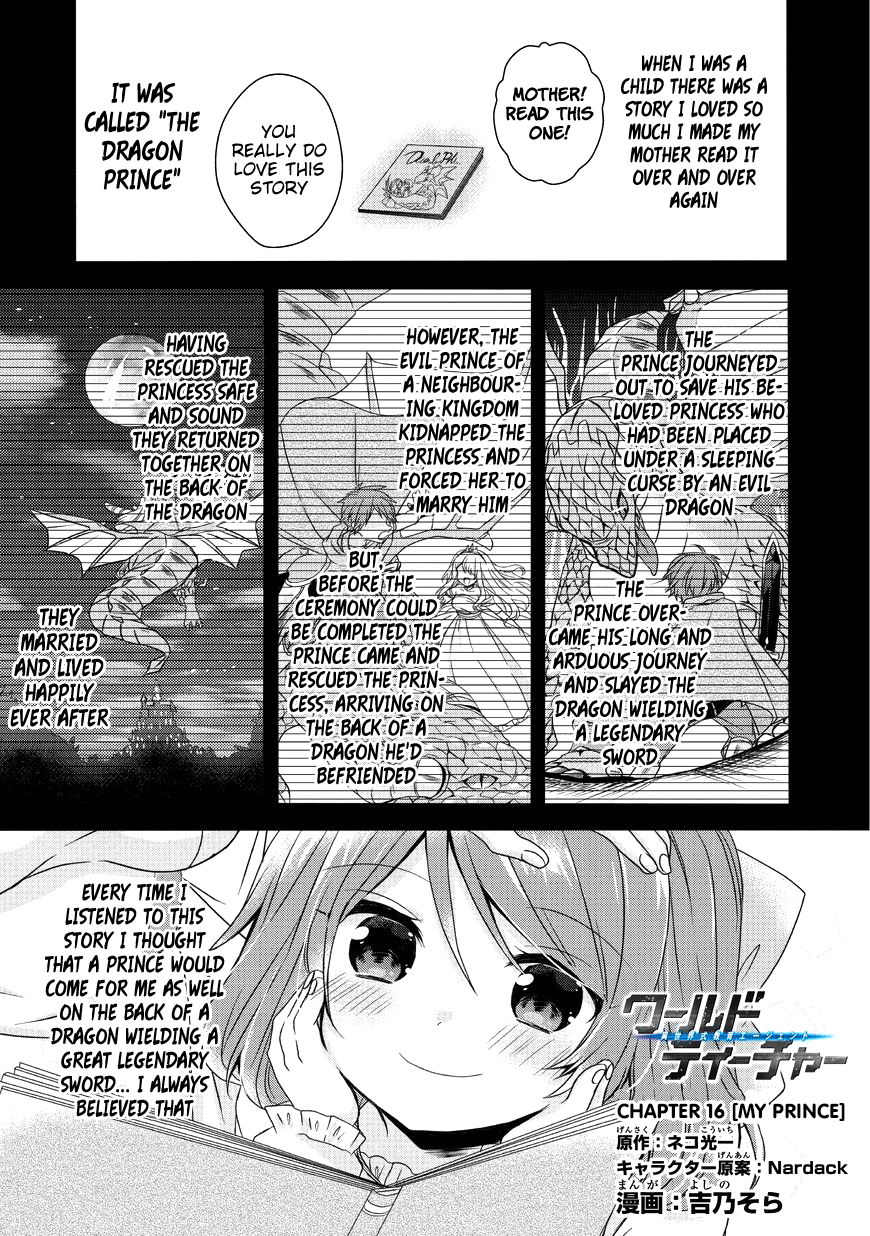 WHEN I WAS A
CHILD THERE WAS A
STORY I LOVED SO
MUCH I MADE MY
MOTHER READ IT
OVER AND OVER
AGAIN
MOTHER!
READ THIS
ONE!
YOU
REALLY DO
LOVE THIS
STORY
IT WAS
CALLED "THE
DRAGON
PRINCE"
THE
PRINCE JOURNEYED
OUT TO SAVE HIS BE-
LOVED PRINCESS WHO
HAD BEEN PLACED
UNDER A SLEEPING
CURSE BY AN EVIL
DRAGON
THE
PRINCE OVER-
CAME HIS LONG AND
ARDUOUS JOURNEY
AND SLAYED THE
DRAGON WIELDING
A LEGENDARY
SWORD
HOWEVER, THE
EVIL PRINCE OF
A NEIGHBOUR-
ING KINGDOM
KIDNAPPED THE
PRINCESS AND
FORCED HER TO
MARRY HIM
BUT,
BEFORE THE
CEREMONY COULD
BE COMPLETED THE
PRINCE CAME AND
RESCUED THE PRIN-
CESS, ARRIVING ON
THE BACK OF A
DRAGON HE'D
BEFRIENDED
HAVING
RESCUED THE
PRINCESS SAFE
AND SOUND
THEY RETURNED
TOGETHER ON
THE BACK OF
THE DRAGON
THEY
MARRIED
AND LIVED
HAPPILY
EVER AFTER
EVERY TIME I
LISTENED TO THIS
STORY I THOUGHT
THAT A PRINCE WOULD
COME FOR ME AS WELL
ON THE BACK OF A
DRAGON WIELDING A
GREAT LEGENDARY
SWORD... I ALWAYS
BELIEVED THAT
ワールド
ティーチャー
CHAPTER 16 [MY PRINCE]
げんさく こういち
原作：ネコ光一
げんあん
キャラクター原案：Nardack
まんが よしの
漫画：吉乃そら